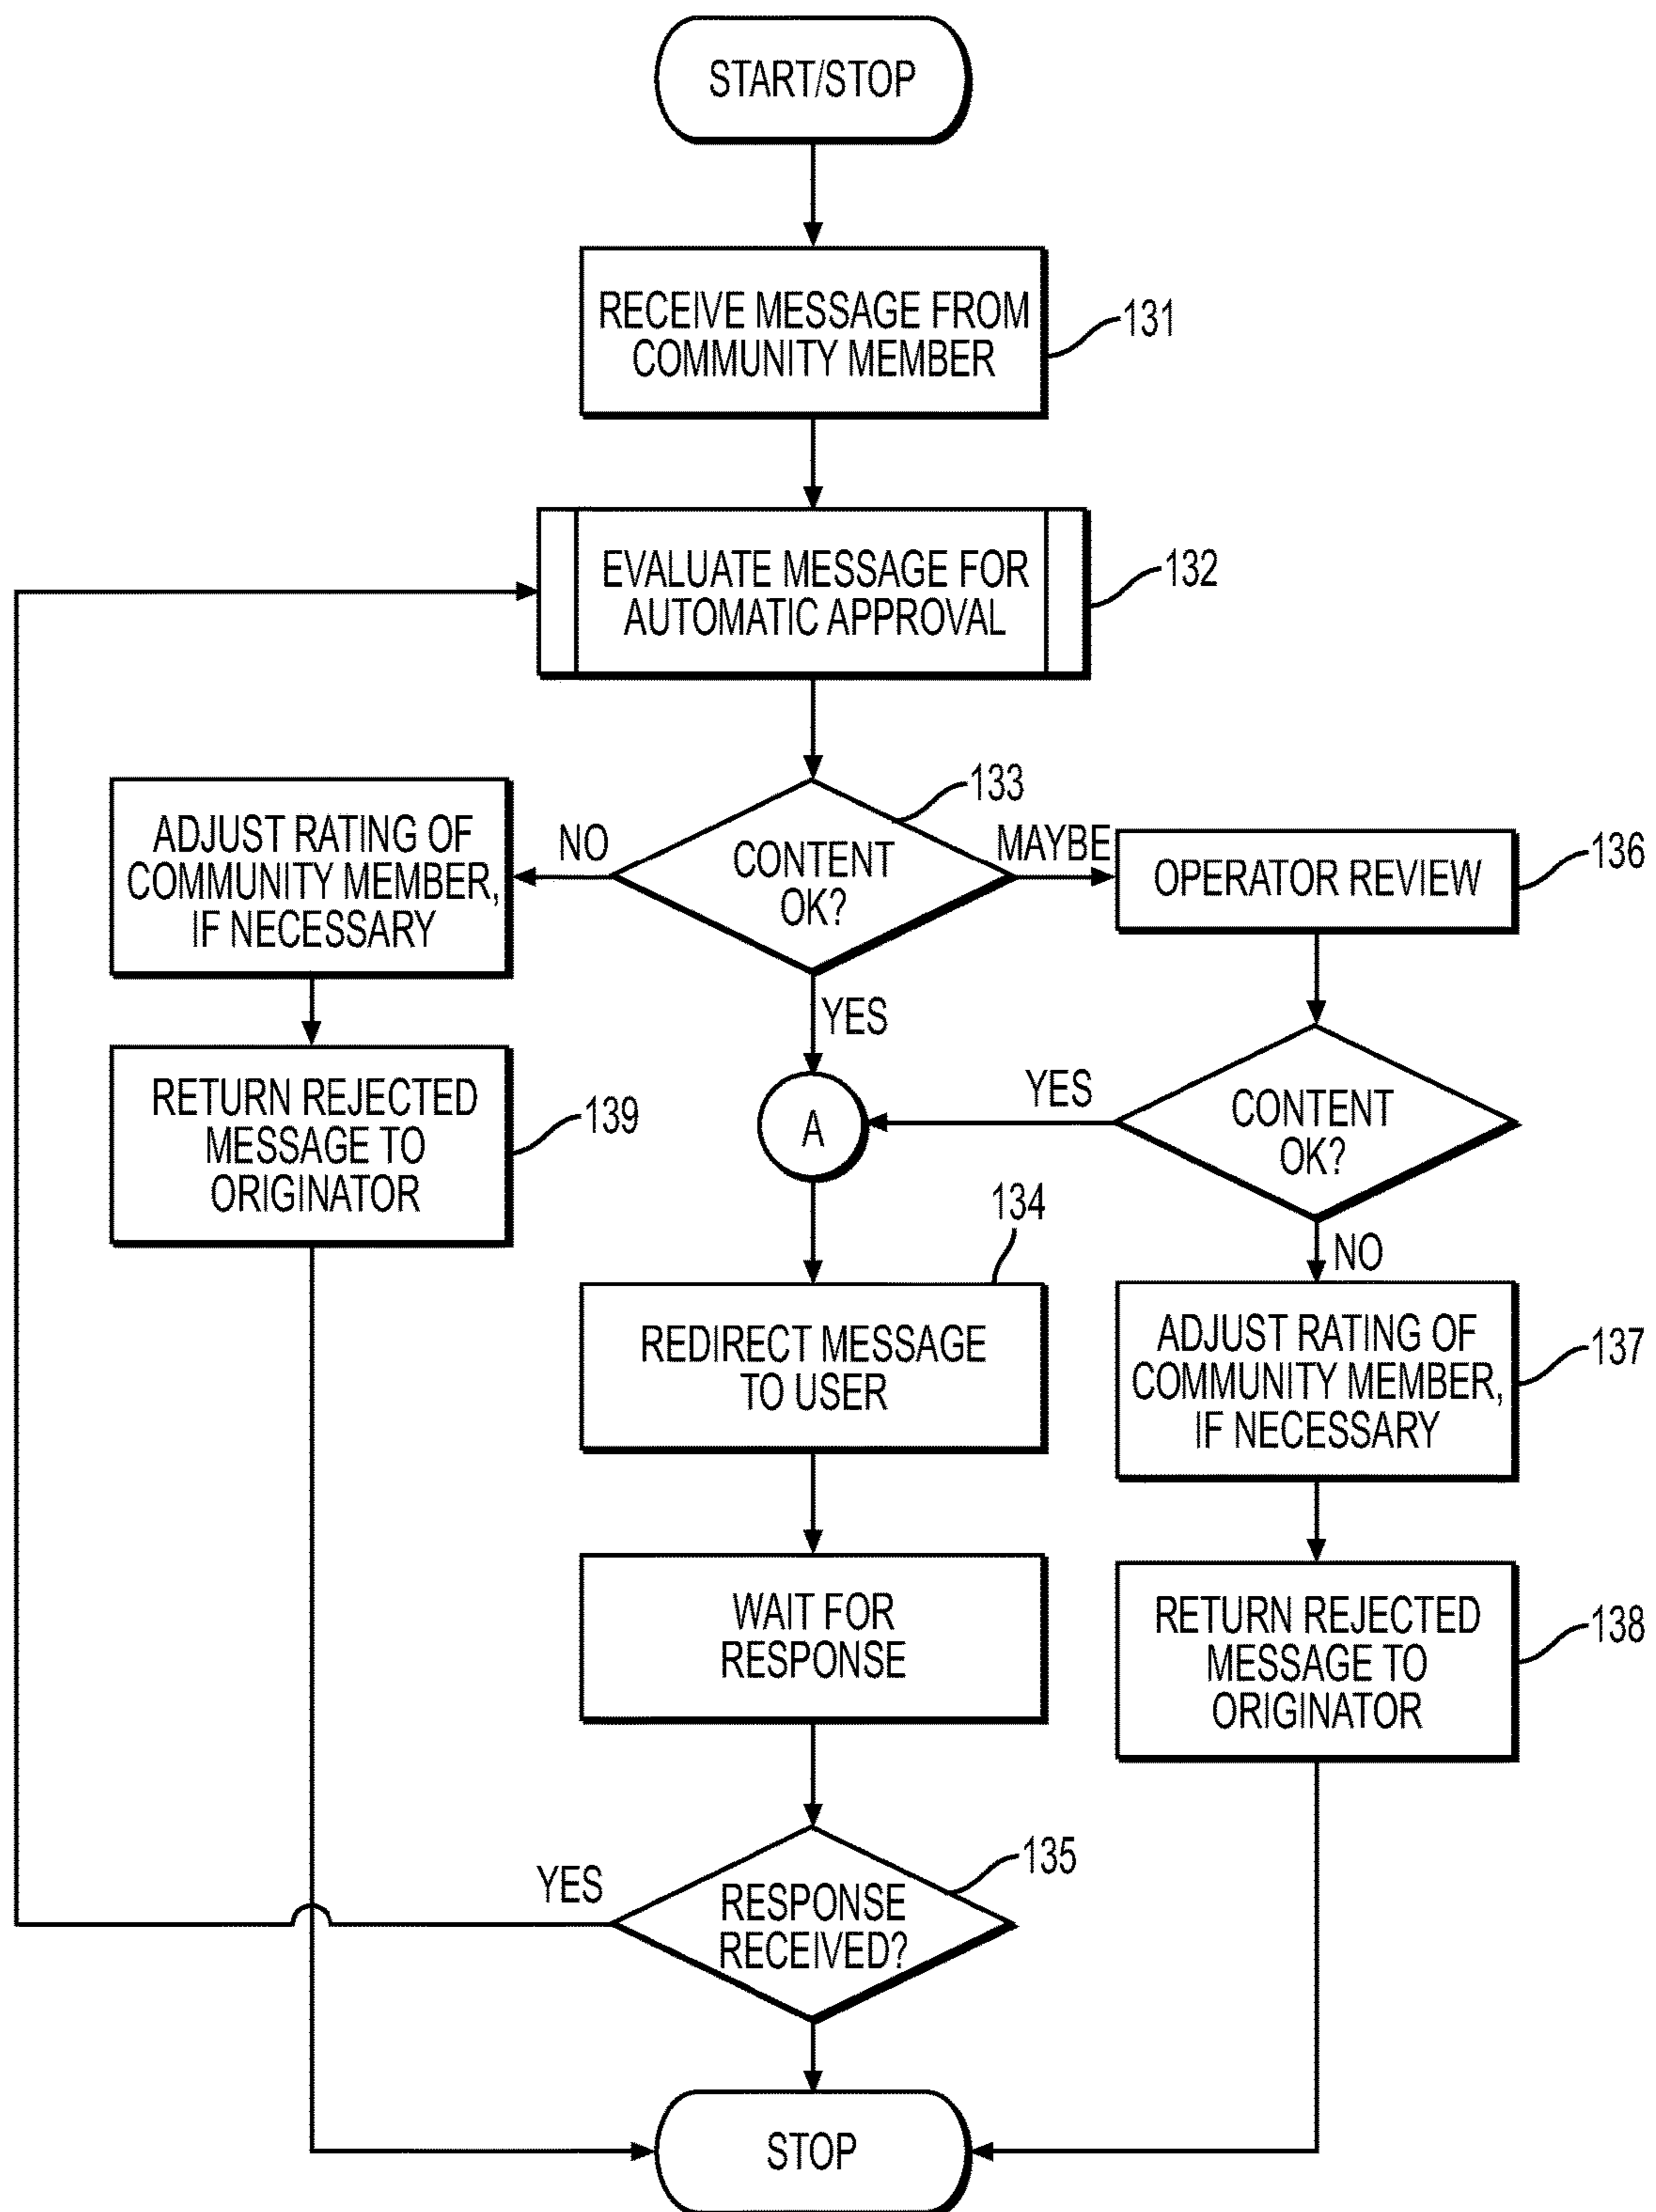 START/STOP
RECEIVE MESSAGE FROM
COMMUNITY MEMBER
131
EVALUATE MESSAGE FOR
AUTOMATIC APPROVAL
132
133
CONTENT
OK?
NO
MAYBE
YES
ADJUST RATING OF
COMMUNITY MEMBER,
IF NECESSARY
RETURN REJECTED
MESSAGE TO
ORIGINATOR
139
OPERATOR REVIEW
136
CONTENT
OK?
YES
NO
A
134
REDIRECT MESSAGE
TO USER
ADJUST RATING OF
COMMUNITY MEMBER,
IF NECESSARY
137
WAIT FOR
RESPONSE
RETURN REJECTED
MESSAGE TO
ORIGINATOR
138
135
RESPONSE
RECEIVED?
YES
STOP